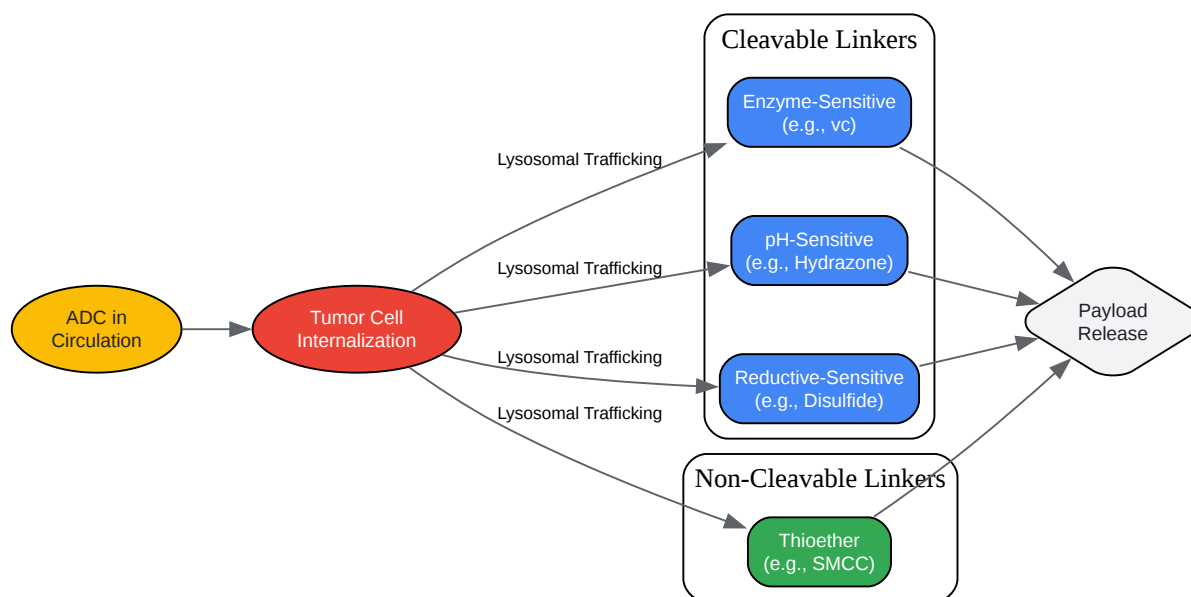 ADC in
Circulation
Tumor Cell
Internalization
Lysosomal Trafficking
Lysosomal Trafficking
Lysosomal Trafficking
Lysosomal Trafficking
Cleavable Linkers
Enzyme-Sensitive
(e.g., vc)
pH-Sensitive
(e.g., Hydrazone)
Reductive-Sensitive
(e.g., Disulfide)
Non-Cleavable Linkers
Thioether
(e.g., SMCC)
Payload
Release